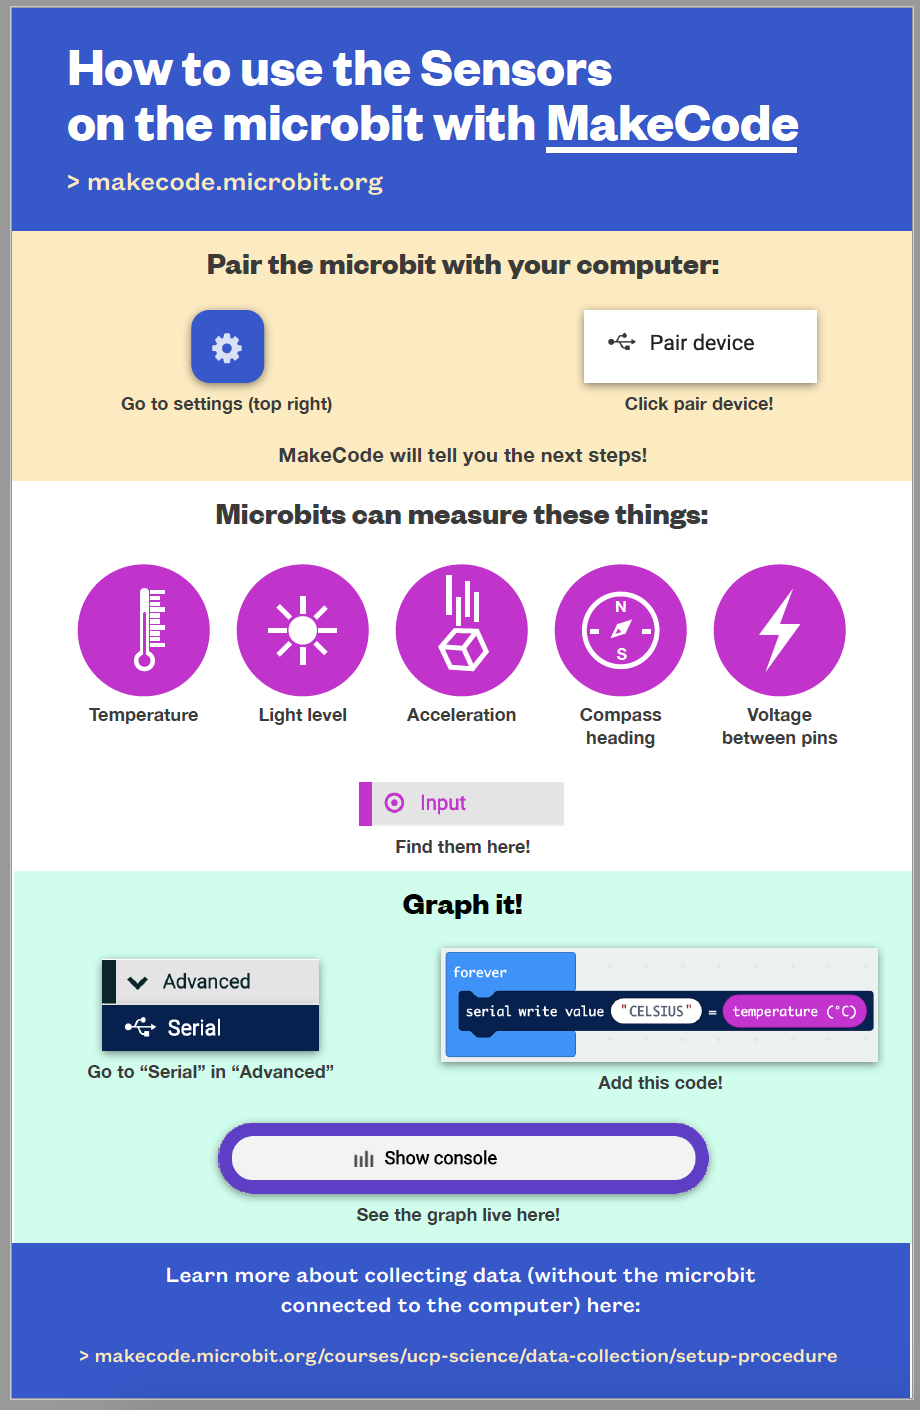 How to use the Sensors
on the microbit with MakeCode
> makecode.microbit.org
Pair the microbit with your computer:
Pair device
Go to settings (top right)
Click pair device!
MakeCode will tell you the next steps!
Microbits can measure these things:
N
S
Temperature
Light level
Acceleration
Compass
heading
Voltage
between pins
Input
Find them here!
Graph it!
Advanced
Serial
Go to “Serial” in “Advanced”
forever
serial write value "CELSIUS" = temperature (°C)
Add this code!
Show console
See the graph live here!
Learn more about collecting data (without the microbit
connected to the computer) here:
> makecode.microbit.org/courses/ucp-science/data-collection/setup-procedure